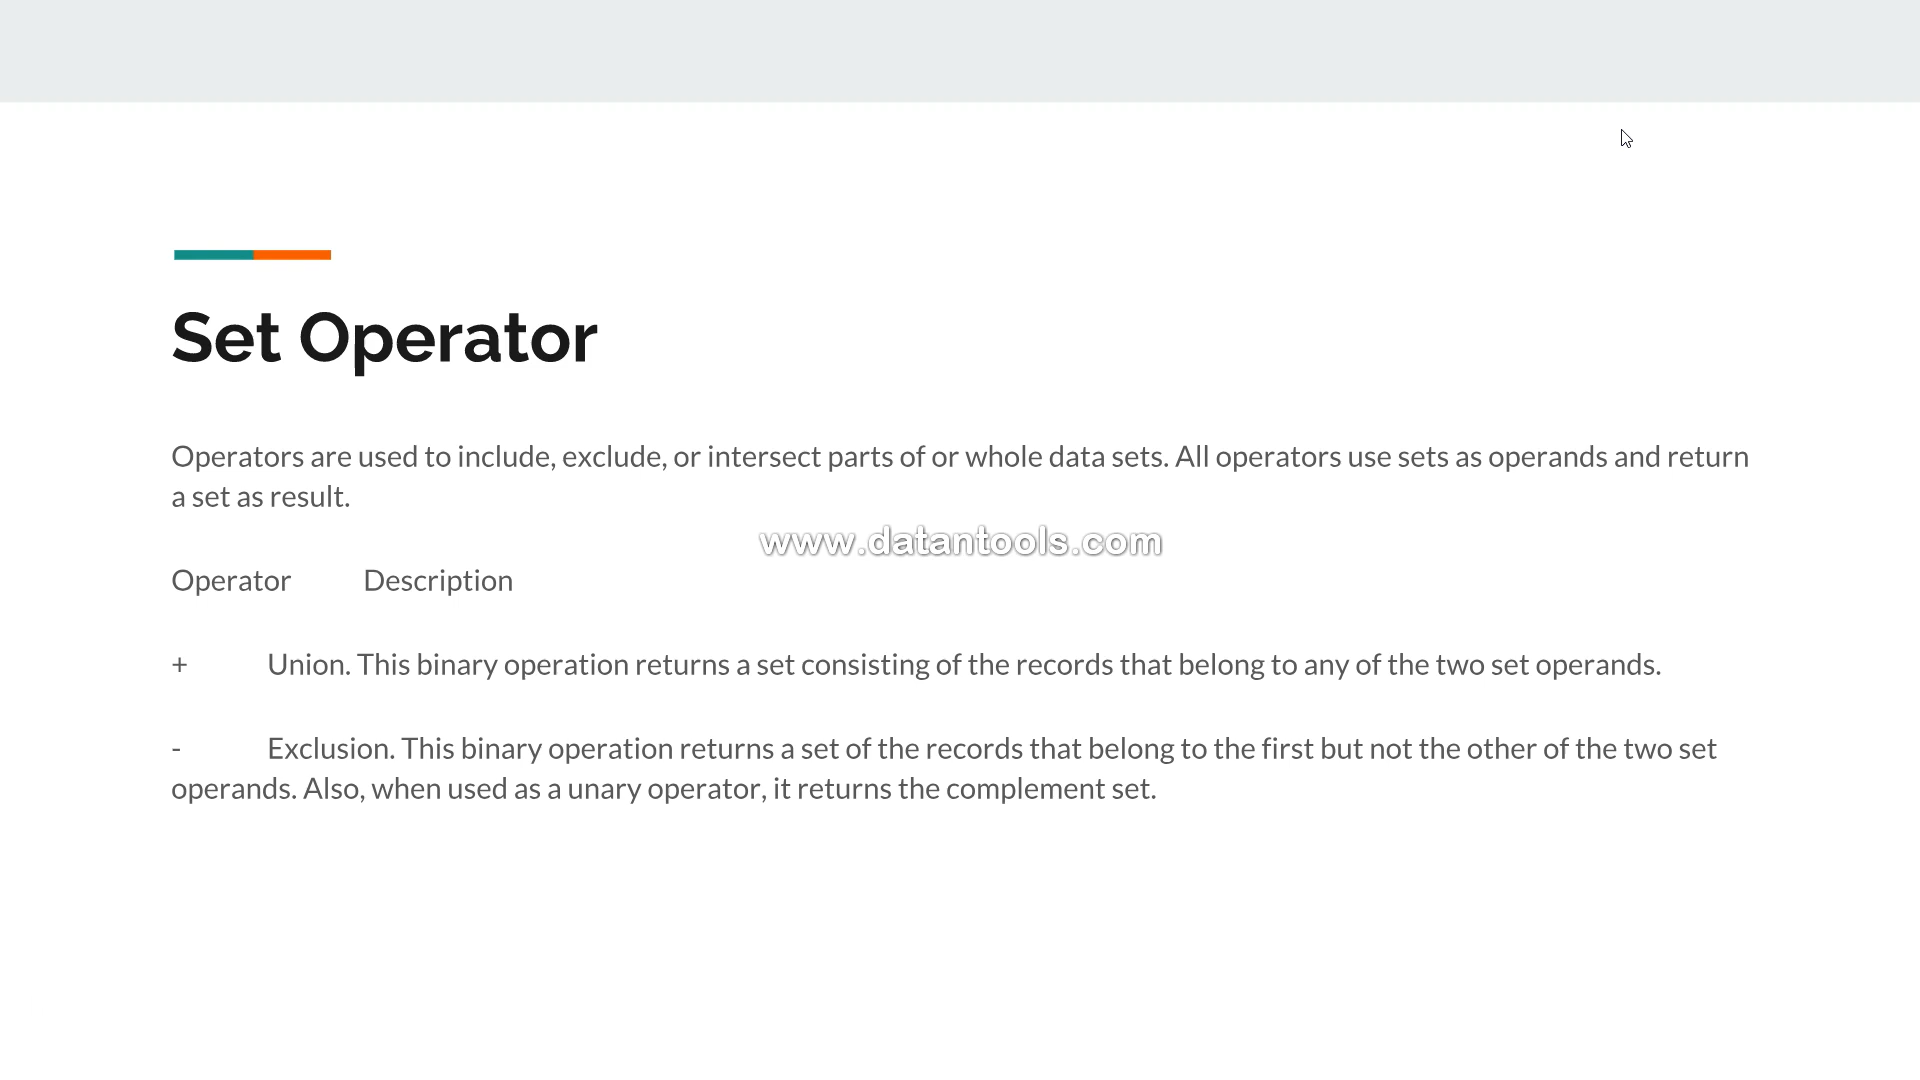 Set Operator
Operators are used to include, exclude, or intersect parts of or whole data sets. All operators use sets as operands and return
a set as result.
www.datantools.com
Operator Description
+ Union. This binary operation returns a set consisting of the records that belong to any of the two set operands.
- Exclusion. This binary operation returns a set of the records that belong to the first but not the other of the two set
operands. Also, when used as a unary operator, it returns the complement set.